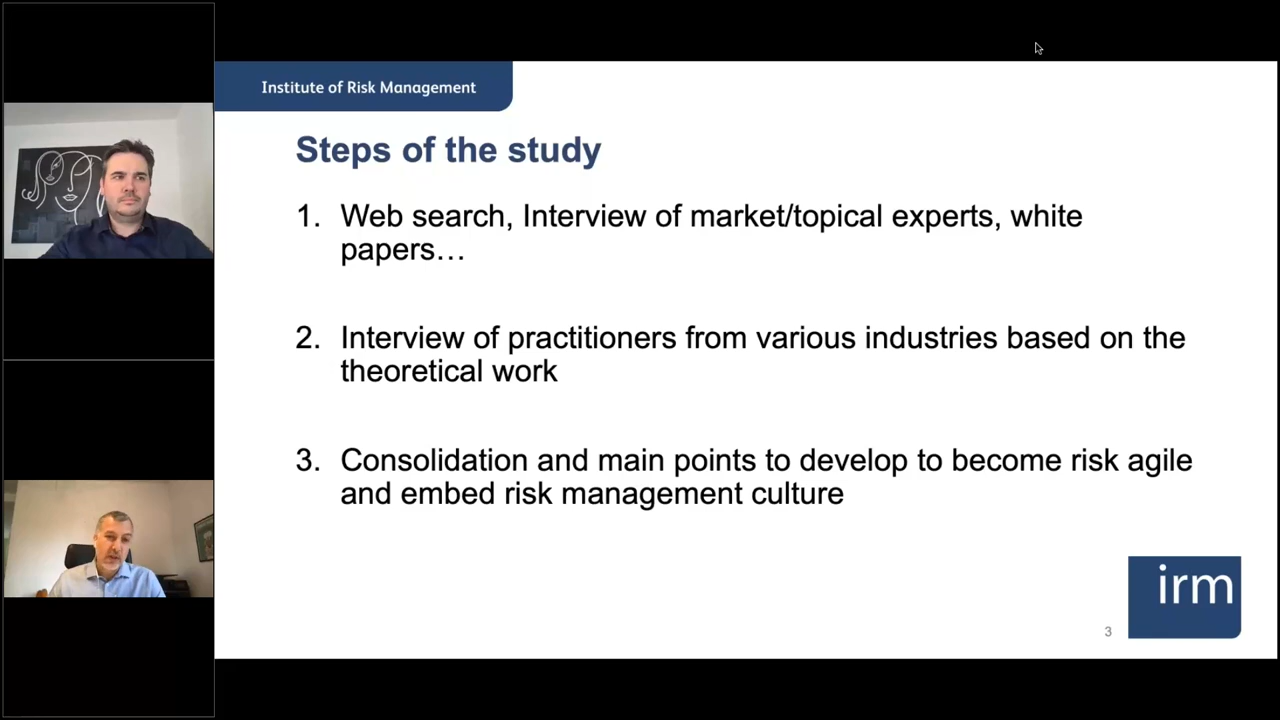 Institute of Risk Management
Steps of the study
1. Web search, Interview of market/topical experts, white
papers…
2. Interview of practitioners from various industries based on the
theoretical work
3. Consolidation and main points to develop to become risk agile
and embed risk management culture
irm
3